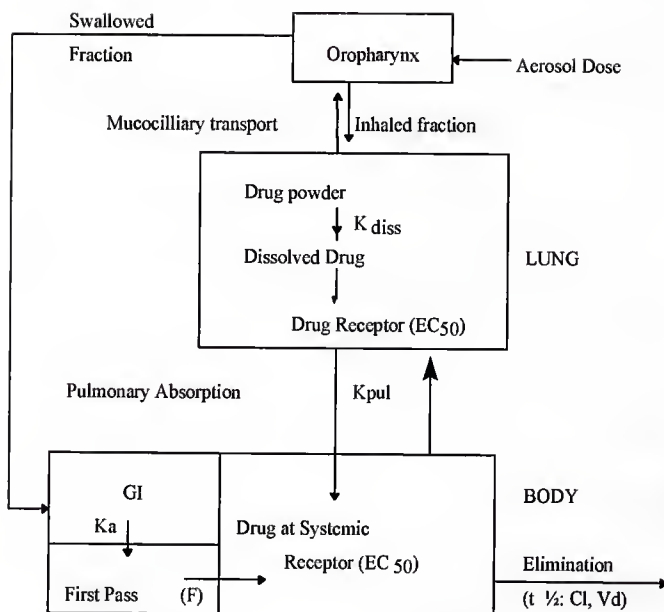 Swallowed
Fraction
Oropharynx
Aerosol Dose
Mucocilliary transport
Inhaled fraction
Drug powder
K diss
Dissolved Drug
LUNG
Drug Receptor (EC50)
Pulmonary Absorption
Kpul
GI
BODY
Ka
Drug at Systemic
Receptor (EC 50)
Elimination
First Pass
(F)
(t ½: Cl, Vd)